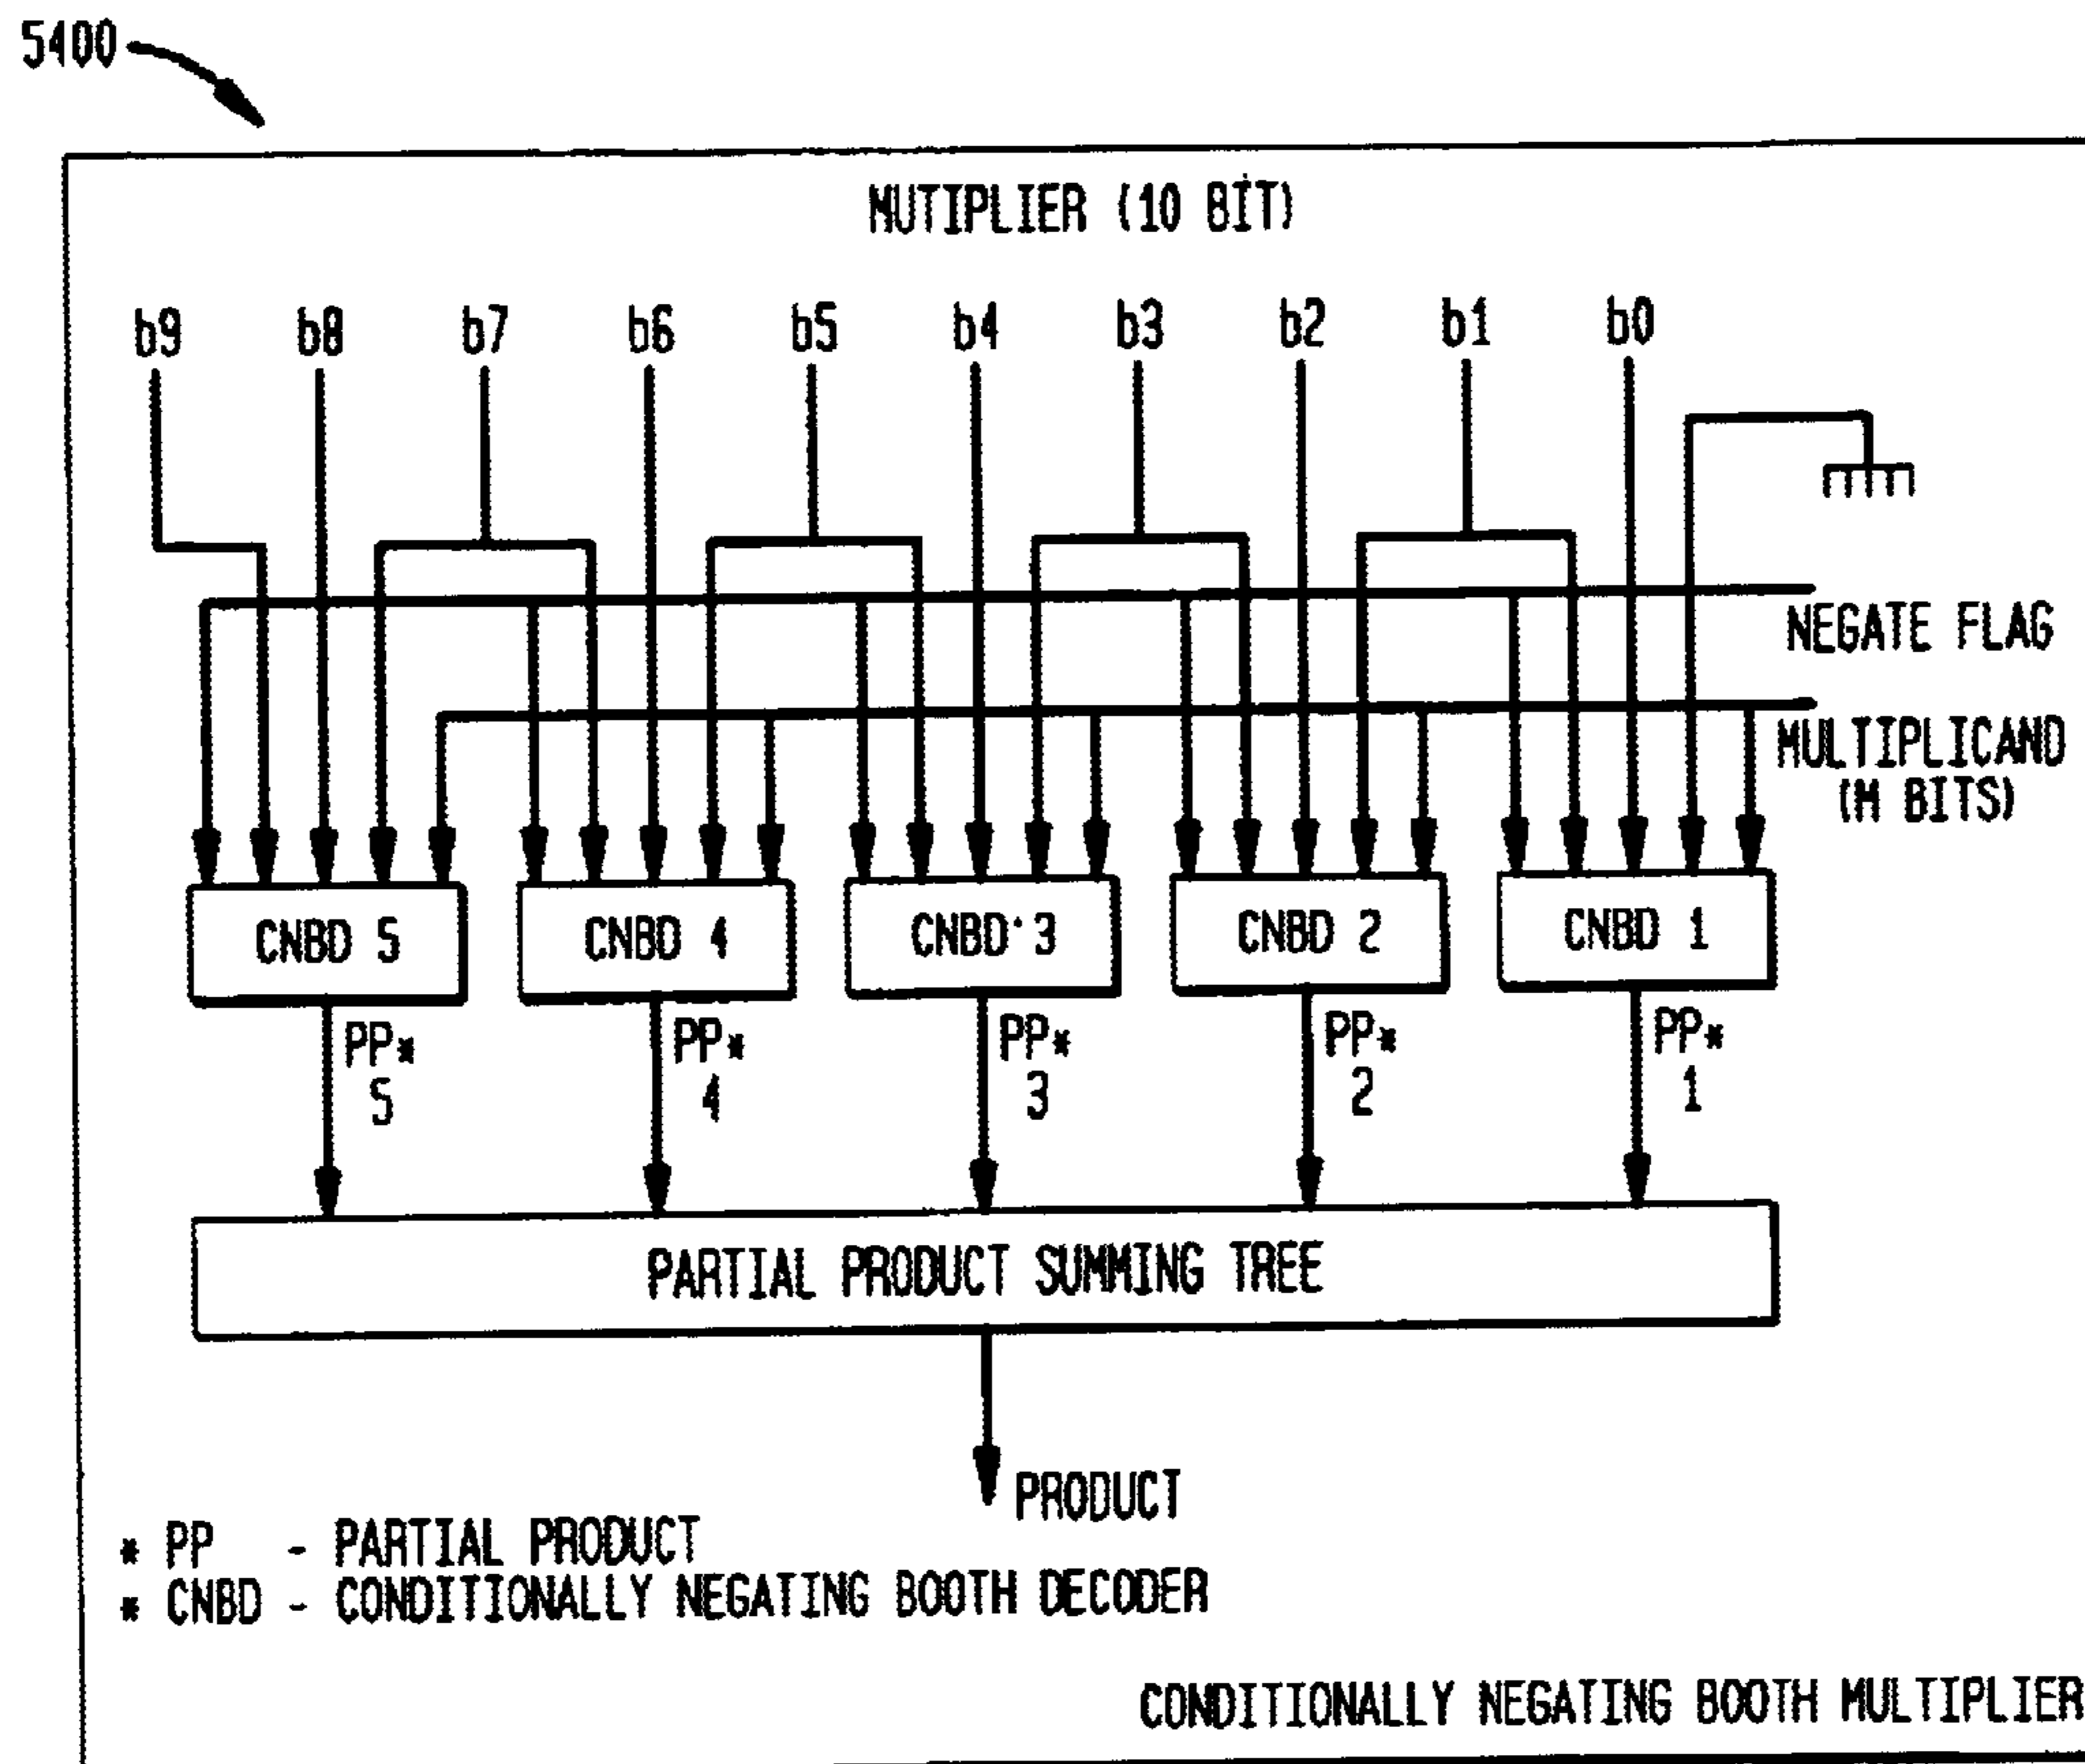 5400
MUTIPLIER (10 BIT)
b9 b8 b7 b6 b5 b4 b3 b2 b1 b0
NEGATE FLAG
MULTIPLICAND
(M BITS)
CNBD 5 CNBD 4 CNBD 3 CNBD 2 CNBD 1
PP* PP* PP* PP* PP*
5 4 3 2 1
PARTIAL PRODUCT SUMMING TREE
PRODUCT
* PP - PARTIAL PRODUCT
* CNBD - CONDITIONALLY NEGATING BOOTH DECODER
CONDITIONALLY NEGATING BOOTH MULTIPLIER